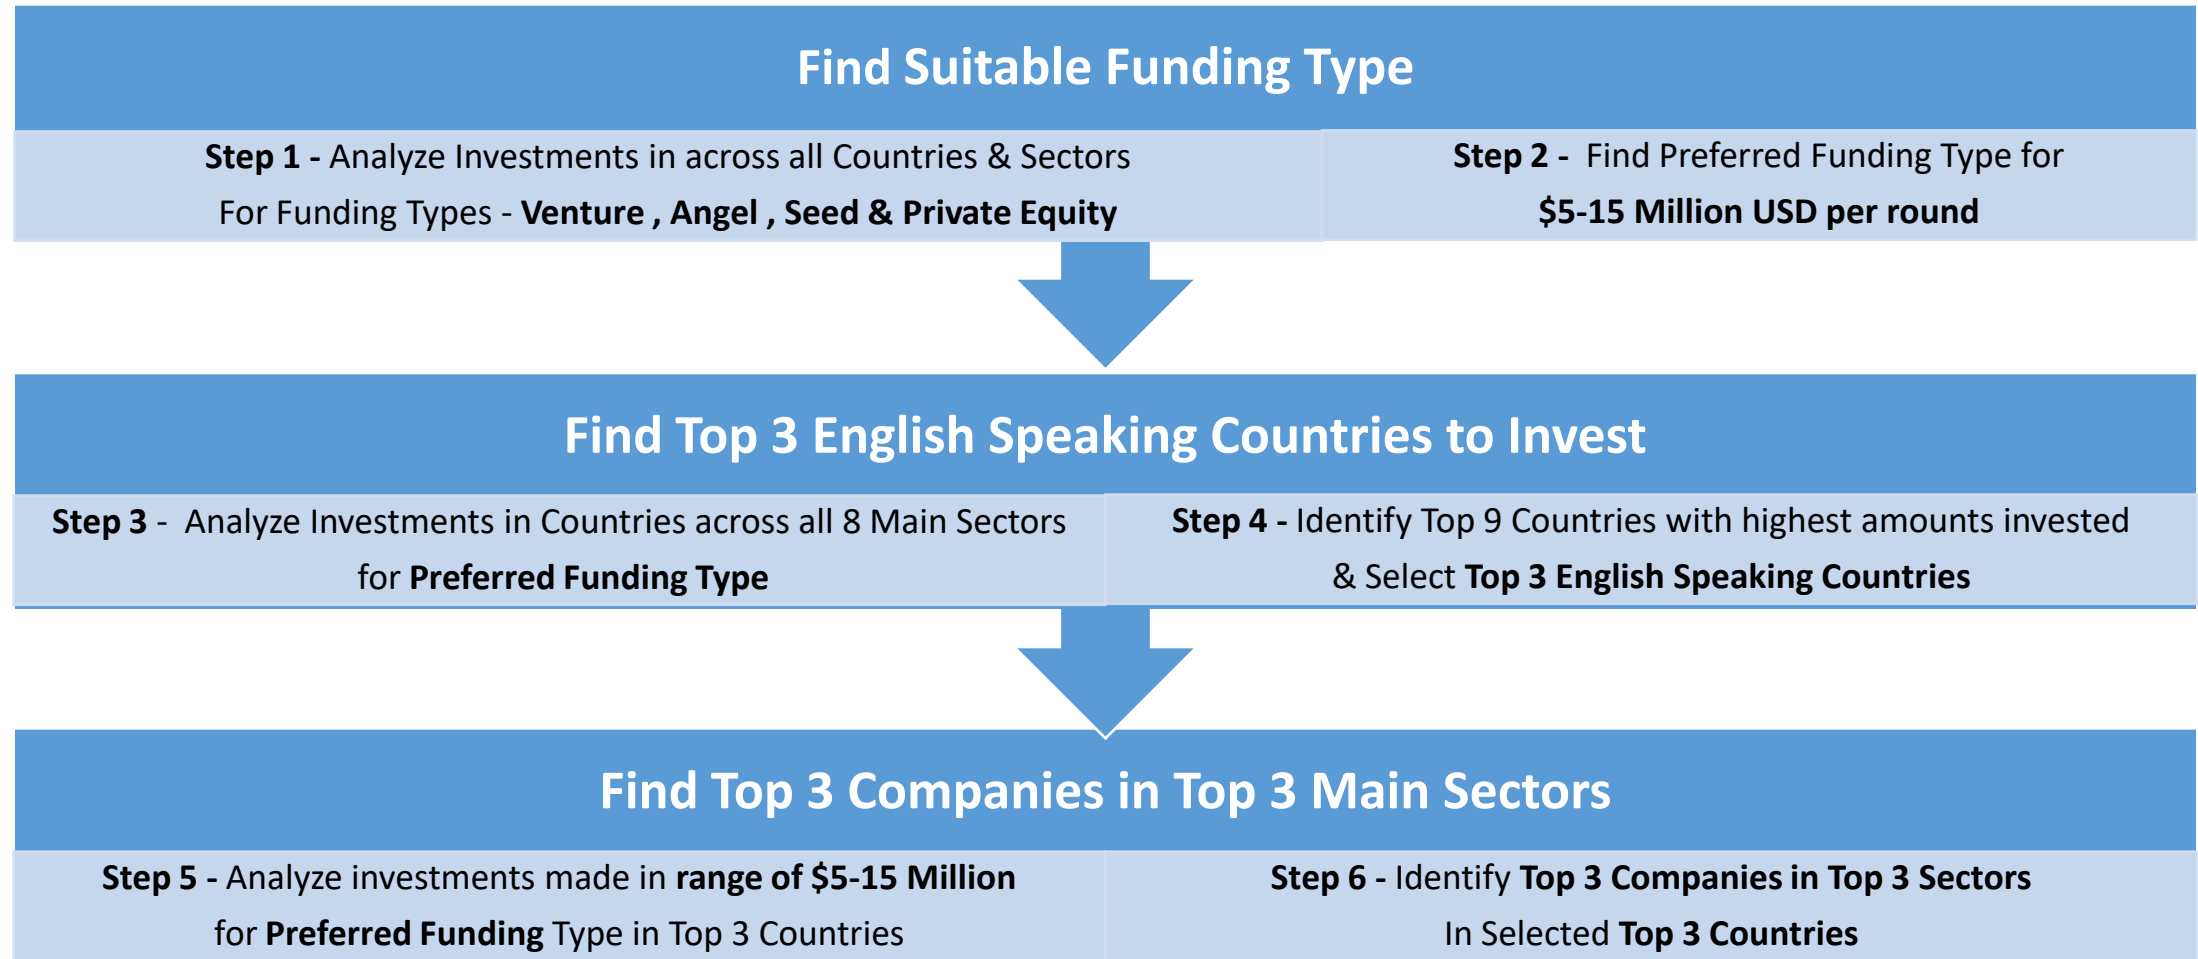 Find Suitable Funding Type
Step 1 - Analyze Investments in across all Countries & Sectors
For Funding Types - Venture , Angel , Seed & Private Equity
Step 2 - Find Preferred Funding Type for
$5-15 Million USD per round
Find Top 3 English Speaking Countries to Invest
Step 3 - Analyze Investments in Countries across all 8 Main Sectors
for Preferred Funding Type
Step 4 - Identify Top 9 Countries with highest amounts invested
& Select Top 3 English Speaking Countries
Find Top 3 Companies in Top 3 Main Sectors
Step 5 - Analyze investments made in range of $5-15 Million
for Preferred Funding Type in Top 3 Countries
Step 6 - Identify Top 3 Companies in Top 3 Sectors
In Selected Top 3 Countries